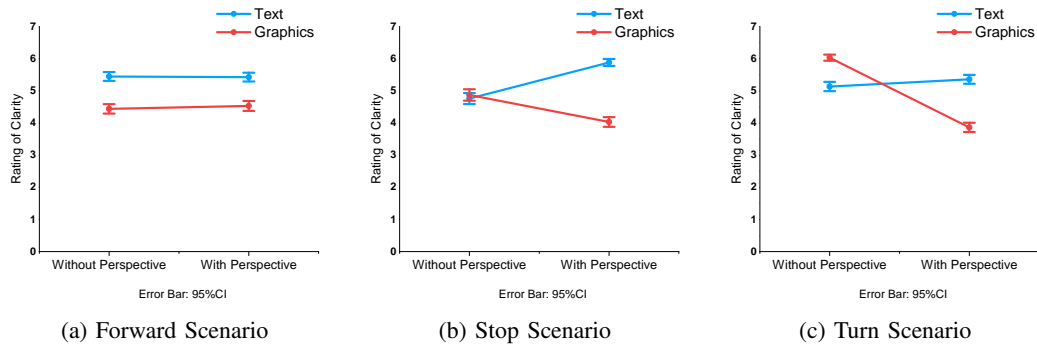 Text
Graphics
7
6
5
4
3
2
1
0
Rating of Clarity
Without Perspective
With Perspective
Error Bar: 95%CI
(a) Forward Scenario
Text
Graphics
7
6
5
4
3
2
1
0
Rating of Clarity
Without Perspective
With Perspective
Error Bar: 95%CI
(b) Stop Scenario
Text
Graphics
7
6
5
4
3
2
1
0
Rating of Clarity
Without Perspective
With Perspective
Error Bar: 95%CI
(c) Turn Scenario